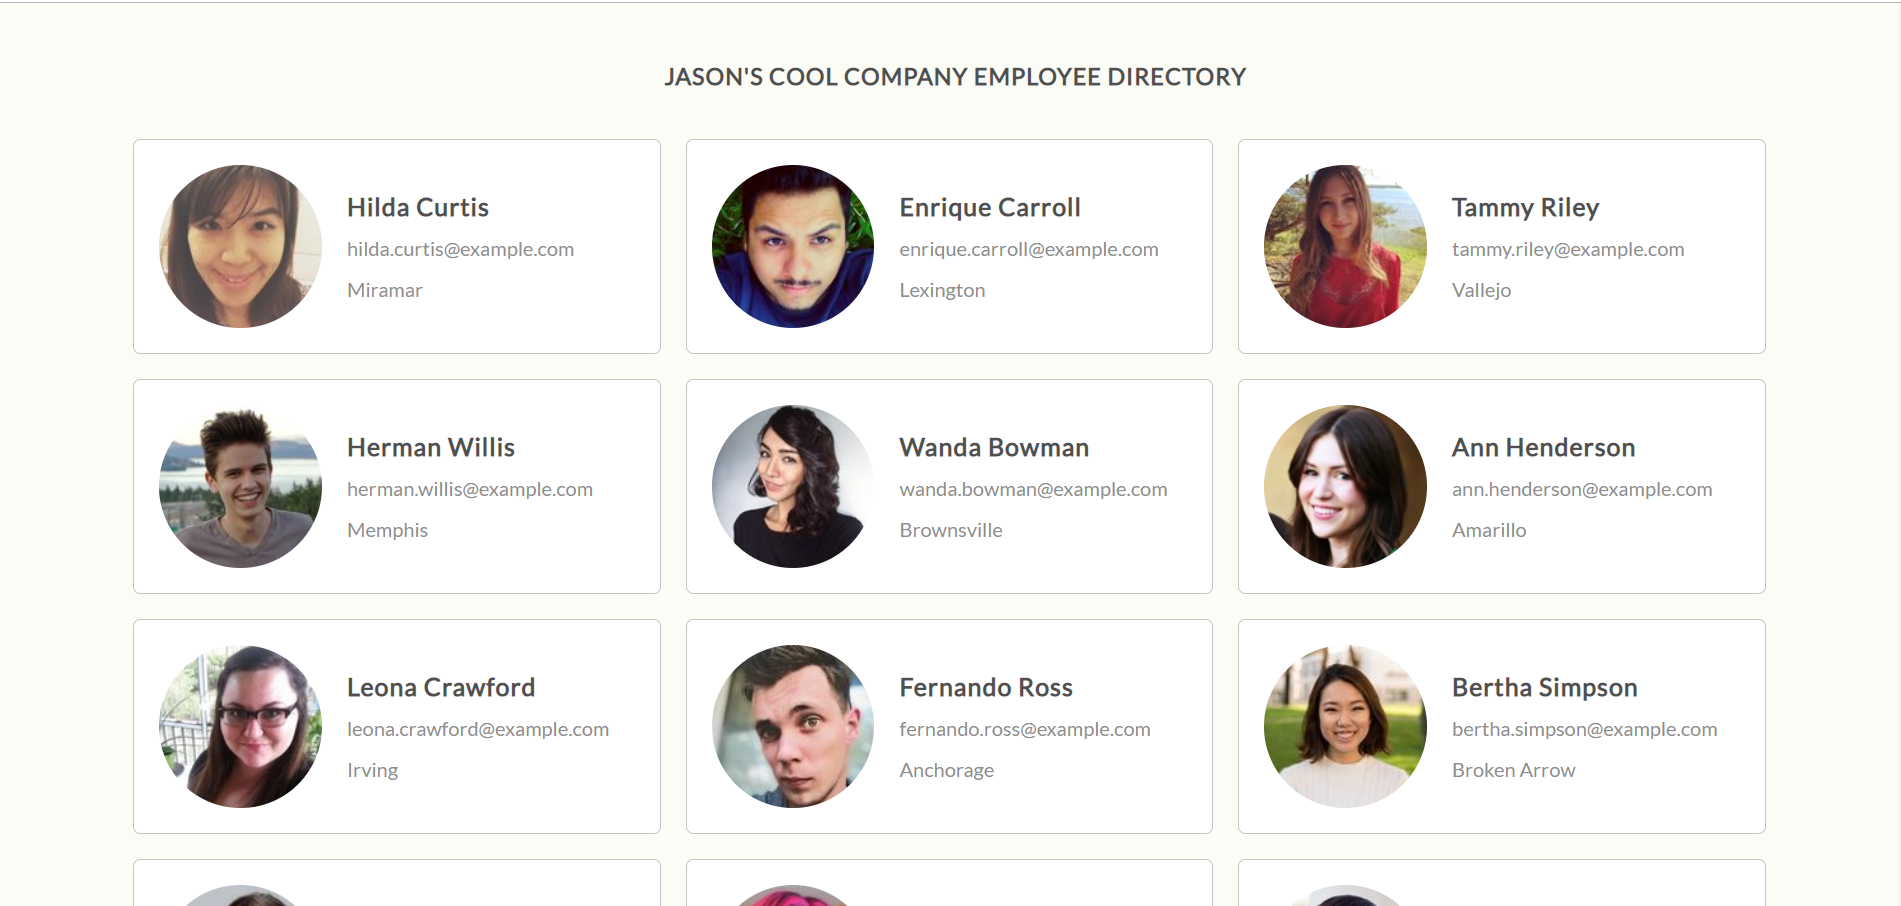 JASON'S COOL COMPANY EMPLOYEE DIRECTORY
Hilda Curtis
hilda.curtis@example.com
Miramar
Enrique Carroll
enrique.carroll@example.com
Lexington
Tammy Riley
tammy.riley@example.com
Vallejo
Herman Willis
herman.willis@example.com
Memphis
Wanda Bowman
wanda.bowman@example.com
Brownsville
Ann Henderson
ann.henderson@example.com
Amarillo
Leona Crawford
leona.crawford@example.com
Irving
Fernando Ross
fernando.ross@example.com
Anchorage
Bertha Simpson
bertha.simpson@example.com
Broken Arrow